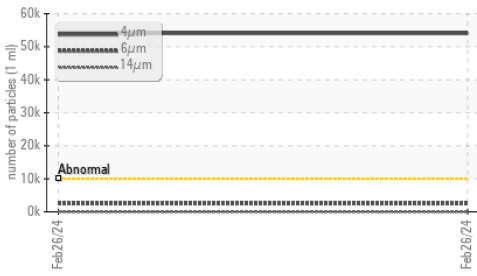 60k
50k
40k
30k
20k
10k
0k
number of particles (1 ml)
4µm
6µm
14µm
Abnormal
Feb26/24
Feb26/24